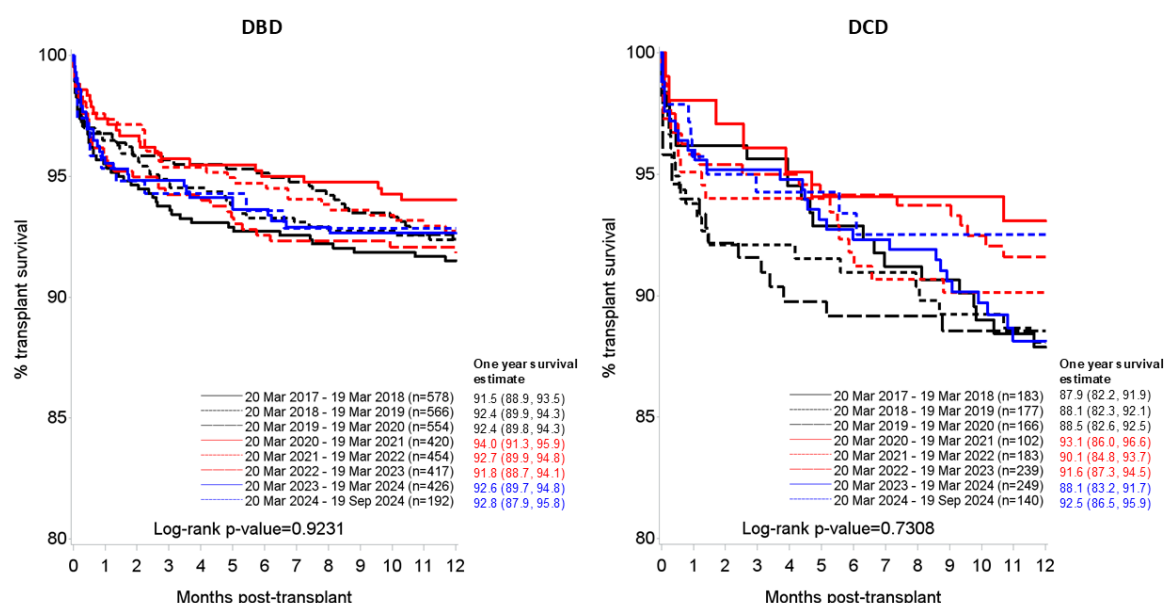 DBD
100
95
90
85
80
% transplant survival
One year survival
estimate
20 Mar 2017 - 19 Mar 2018 (n=578) 91.5 (88.9, 93.5)
20 Mar 2018 - 19 Mar 2019 (n=566) 92.4 (89.9, 94.3)
20 Mar 2019 - 19 Mar 2020 (n=554) 92.4 (89.8, 94.3)
20 Mar 2020 - 19 Mar 2021 (n=420) 94.0 (91.3, 95.9)
20 Mar 2021 - 19 Mar 2022 (n=454) 92.7 (89.9, 94.8)
20 Mar 2022 - 19 Mar 2023 (n=417) 91.8 (88.7, 94.1)
20 Mar 2023 - 19 Mar 2024 (n=426) 92.6 (89.7, 94.8)
20 Mar 2024 - 19 Sep 2024 (n=192) 92.8 (87.9, 95.8)
Log-rank p-value=0.9231
0 1 2 3 4 5 6 7 8 9 10 11 12
Months post-transplant
DCD
100
95
90
85
80
% transplant survival
One year survival
estimate
20 Mar 2017 - 19 Mar 2018 (n=183) 87.9 (82.2, 91.9)
20 Mar 2018 - 19 Mar 2019 (n=177) 88.1 (82.3, 92.1)
20 Mar 2019 - 19 Mar 2020 (n=166) 88.5 (82.6, 92.5)
20 Mar 2020 - 19 Mar 2021 (n=102) 93.1 (86.0, 96.6)
20 Mar 2021 - 19 Mar 2022 (n=183) 90.1 (84.8, 93.7)
20 Mar 2022 - 19 Mar 2023 (n=239) 91.6 (87.3, 94.5)
20 Mar 2023 - 19 Mar 2024 (n=249) 88.1 (83.2, 91.7)
20 Mar 2024 - 19 Sep 2024 (n=140) 92.5 (86.5, 95.9)
Log-rank p-value=0.7308
0 1 2 3 4 5 6 7 8 9 10 11 12
Months post-transplant